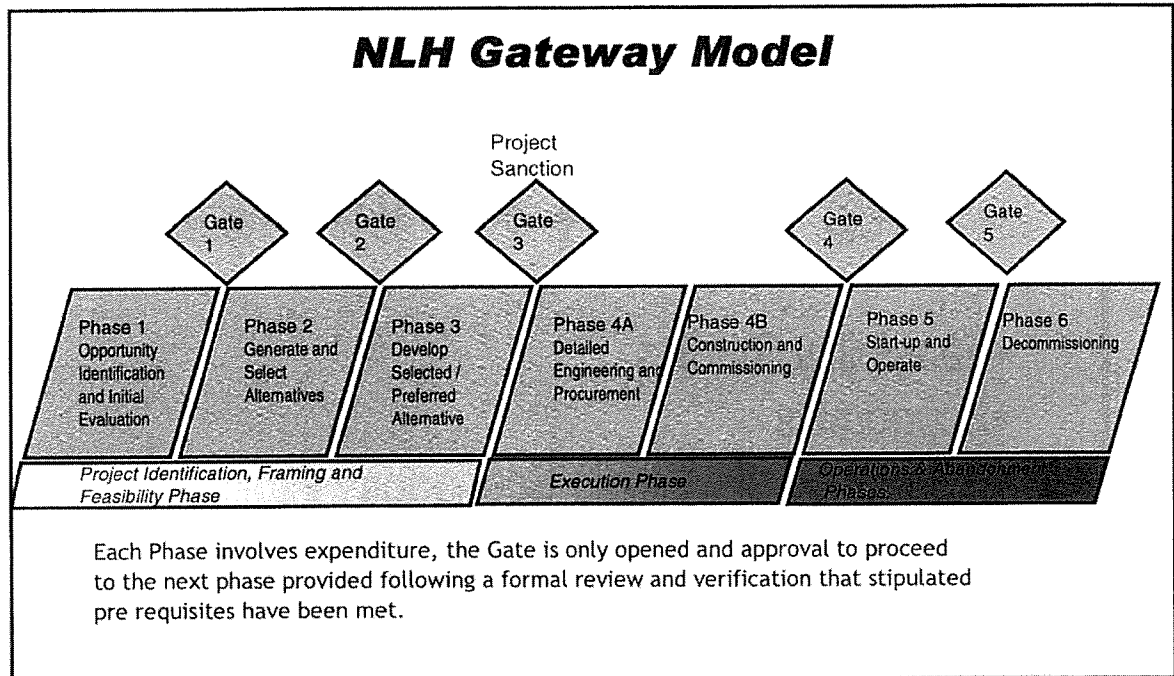 NLH Gateway Model
Project
Sanction
Gate
1
Gate
2
Gate
3
Gate
4
Gate
5
Phase 1
Opportunity
Identification
and Initial
Evaluation
Phase 2
Generate and
Select
Alternatives
Phase 3
Develop
Selected /
Preferred
Alternative
Phase 4A
Detailed
Engineering and
Procurement
Phase 4B
Construction and
Commissioning
Phase 5
Start-up and
Operate
Phase 6
Decommissioning
Project Identification, Framing and
Feasibility Phase
Execution Phase
Operations & Abandonment
Phases
Each Phase involves expenditure, the Gate is only opened and approval to proceed
to the next phase provided following a formal review and verification that stipulated
pre requisites have been met.